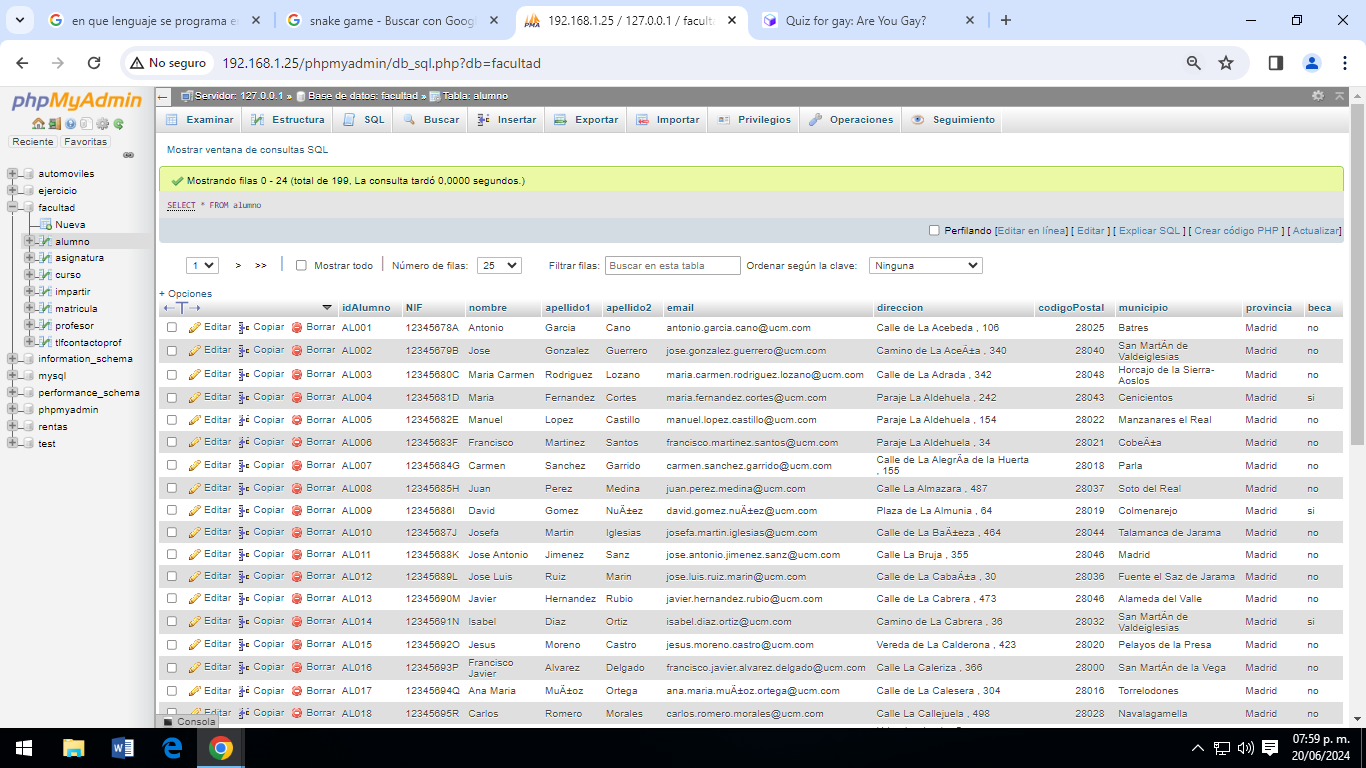 en que lenguaje se programa e
snake game - Buscar con Goog
192.168.1.25 / 127.0.0.1 / faculta
Quiz for gay: Are You Gay?
No seguro
192.168.1.25/phpmyadmin/db_sql.php?db=facultad
phpMyAdmin
Reciente Favoritas
automoviles
ejercicio
facultad
Nueva
alumno
asignatura
curso
impartir
matricula
profesor
tlfcontactoprof
information_schema
mysql
performance_schema
phpmyadmin
rentas
test
Servidor: 127.0.0.1 » Base de datos: facultad » Tabla: alumno
Examinar Estructura SQL Buscar Insertar Exportar Importar Privilegios Operaciones Seguimiento
Mostrar ventana de consultas SQL
Mostrando filas 0 - 24 (total de 199, La consulta tardó 0,0000 segundos.)
SELECT * FROM alumno
Perfilando [Editar en línea] [ Editar ] [ Explicar SQL ] [ Crear código PHP ] [ Actualizar]
1 > >> Mostrar todo Número de filas: 25 Filtrar filas: Buscar en esta tabla Ordenar según la clave: Ninguna
+ Opciones
←T→ idAlumno NIF nombre apellido1 apellido2 email direccion codigoPostal municipio provincia beca
Editar Copiar Borrar AL001 12345678A Antonio Garcia Cano antonio.garcia.cano@ucm.com Calle de La Acebeda , 106 28025 Batres Madrid no
Editar Copiar Borrar AL002 12345679B Jose Gonzalez Guerrero jose.gonzalez.guerrero@ucm.com Camino de La AceÃ±a , 340 28040 San MartÃn de Valdeiglesias Madrid no
Editar Copiar Borrar AL003 12345680C Maria Carmen Rodriguez Lozano maria.carmen.rodriguez.lozano@ucm.com Calle de La Adrada , 342 28048 Horcajo de la Sierra-Aoslos Madrid no
Editar Copiar Borrar AL004 12345681D Maria Fernandez Cortes maria.fernandez.cortes@ucm.com Paraje La Aldehuela , 242 28043 Cenicientos Madrid si
Editar Copiar Borrar AL005 12345682E Manuel Lopez Castillo manuel.lopez.castillo@ucm.com Paraje La Aldehuela , 154 28022 Manzanares el Real Madrid no
Editar Copiar Borrar AL006 12345683F Francisco Martinez Santos francisco.martinez.santos@ucm.com Paraje La Aldehuela , 34 28021 CobeÃ±a Madrid no
Editar Copiar Borrar AL007 12345684G Carmen Sanchez Garrido carmen.sanchez.garrido@ucm.com Calle de La AlegrÃa de la Huerta , 155 28018 Parla Madrid no
Editar Copiar Borrar AL008 12345685H Juan Perez Medina juan.perez.medina@ucm.com Calle La Almazara , 487 28037 Soto del Real Madrid no
Editar Copiar Borrar AL009 12345686I David Gomez NuÃ±ez david.gomez.nuÃ±ez@ucm.com Plaza de La Almunia , 64 28019 Colmenarejo Madrid si
Editar Copiar Borrar AL010 12345687J Josefa Martin Iglesias josefa.martin.iglesias@ucm.com Calle La BaÃ±eza , 464 28044 Talamanca de Jarama Madrid no
Editar Copiar Borrar AL011 12345688K Jose Antonio Jimenez Sanz jose.antonio.jimenez.sanz@ucm.com Calle La Bruja , 355 28046 Madrid Madrid no
Editar Copiar Borrar AL012 12345689L Jose Luis Ruiz Marin jose.luis.ruiz.marin@ucm.com Calle de La CabaÃ±a , 30 28036 Fuente el Saz de Jarama Madrid no
Editar Copiar Borrar AL013 12345690M Javier Hernandez Rubio javier.hernandez.rubio@ucm.com Calle de La Cabrera , 473 28046 Alameda del Valle Madrid no
Editar Copiar Borrar AL014 12345691N Isabel Diaz Ortiz isabel.diaz.ortiz@ucm.com Camino de La Cabrera , 36 28032 San MartÃn de Valdeiglesias Madrid si
Editar Copiar Borrar AL015 12345692O Jesus Moreno Castro jesus.moreno.castro@ucm.com Vereda de La Calderona , 423 28020 Pelayos de la Presa Madrid no
Editar Copiar Borrar AL016 12345693P Francisco Javier Alvarez Delgado francisco.javier.alvarez.delgado@ucm.com Calle La Caleriza , 366 28000 San MartÃn de la Vega Madrid no
Editar Copiar Borrar AL017 12345694Q Ana Maria MuÃ±oz Ortega ana.maria.muÃ±oz.ortega@ucm.com Calle de La Calesera , 304 28016 Torrelodones Madrid no
Editar Copiar Borrar AL018 12345695R Carlos Romero Morales carlos.romero.morales@ucm.com Calle La Callejuela , 498 28028 Navalagamella Madrid no
Consola
07:59 p. m.
20/06/2024